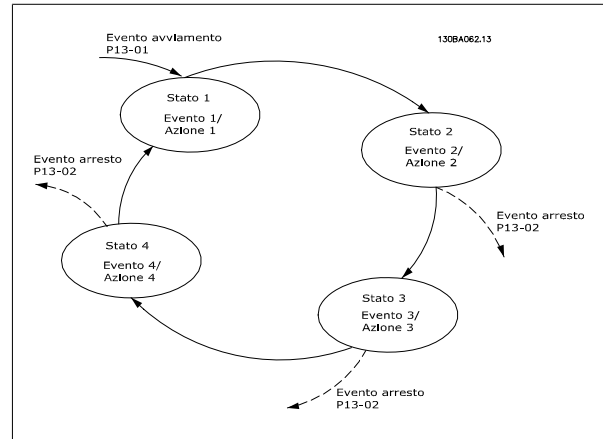 Evento avviamento
P13-01
130BA062.13
Stato 1
Evento 1/
Azione 1
Stato 2
Evento 2/
Azione 2
Evento arresto
P13-02
Evento arresto
P13-02
Stato 4
Evento 4/
Azione 4
Stato 3
Evento 3/
Azione 3
Evento arresto
P13-02